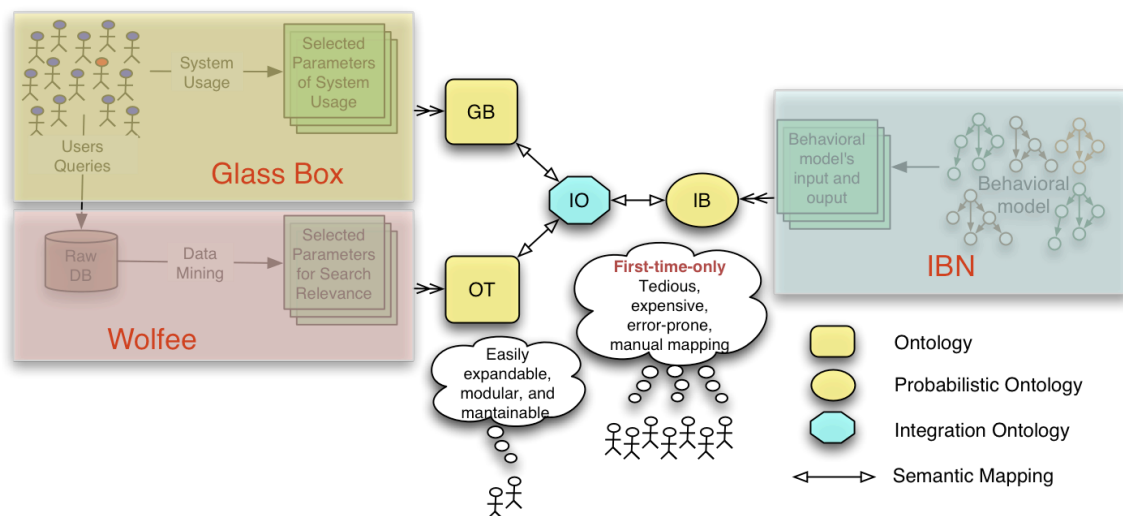 System
Usage
Selected
Parameters
of System
Usage
Users
Queries
Glass Box
GB
Raw
DB
Data
Mining
Selected
Parameters
for Search
Relevance
Wolfee
OT
IO
IB
Behavioral
model's
input and
ouput
Behavioral
model
IBN
First-time-only
Tedious,
expensive,
error-prone,
manual mapping
Easily
expandable,
modular, and
mantainable
Ontology
Probabilistic Ontology
Integration Ontology
Semantic Mapping